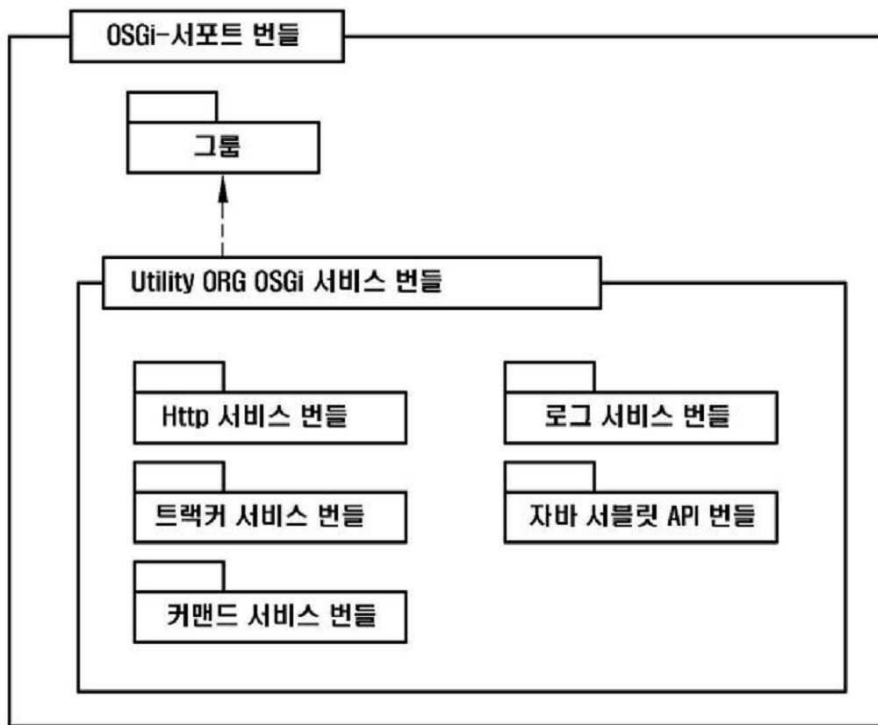 OSGi-서포트 번들
그룹
Utility ORG OSGi 서비스 번들
Http 서비스 번들
로그 서비스 번들
트랙커 서비스 번들
자바 서블릿 API 번들
커맨드 서비스 번들